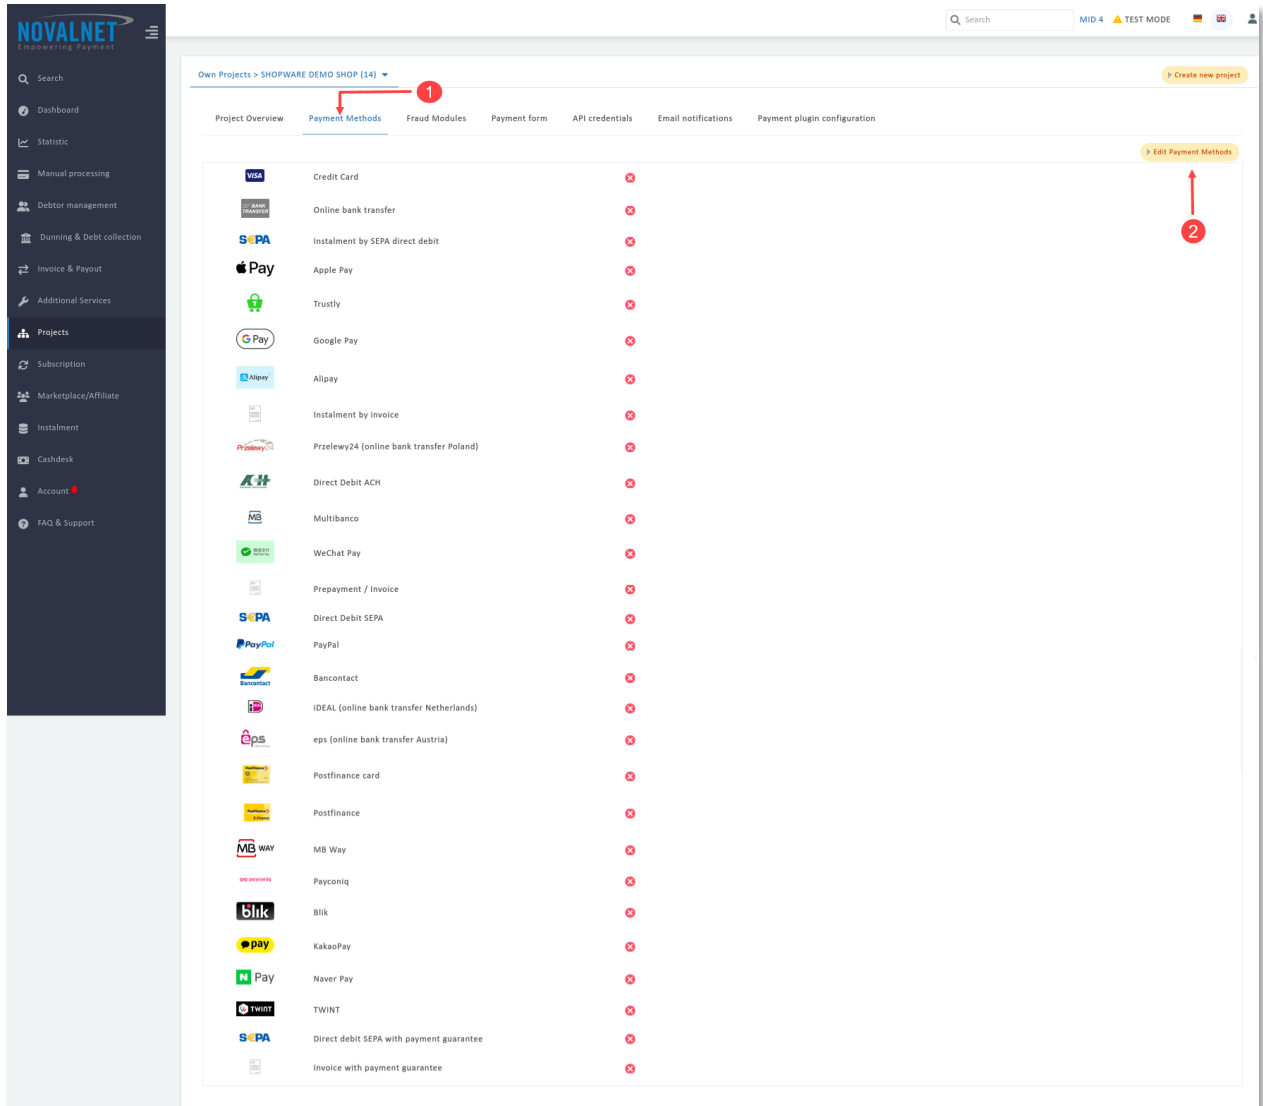 NOVALNET
Empowering Payment
Search
MID 4
TEST MODE
Search
Dashboard
Statistic
Manual processing
Debtor management
Dunning & Debt collection
Invoice & Payout
Additional Services
Projects
Subscription
Marketplace/Affiliate
Instalment
Cashdesk
Account
FAQ & Support
Own Projects > SHOPWARE DEMO SHOP (14)
Create new project
1
Project Overview
Payment Methods
Fraud Modules
Payment form
API credentials
Email notifications
Payment plugin configuration
Edit Payment Methods
2
VISA Credit Card
BANK TRANSFER Online bank transfer
SEPA Instalment by SEPA direct debit
Pay Apple Pay
T Trustly
G Pay Google Pay
Alipay Alipay
Instalment by invoice
Przelewy24 Przelewy24 (online bank transfer Poland)
ACH Direct Debit ACH
MB Multibanco
WeChat Pay
Prepayment / Invoice
SEPA Direct Debit SEPA
PayPal PayPal
Bancontact Bancontact
iDEAL (online bank transfer Netherlands)
eps eps (online bank transfer Austria)
PostFinance Postfinance card
PostFinance Postfinance
MB WAY MB Way
payconiq Payconiq
blik Blik
pay KakaoPay
N Pay Naver Pay
TWINT TWINT
SEPA Direct debit SEPA with payment guarantee
Invoice with payment guarantee